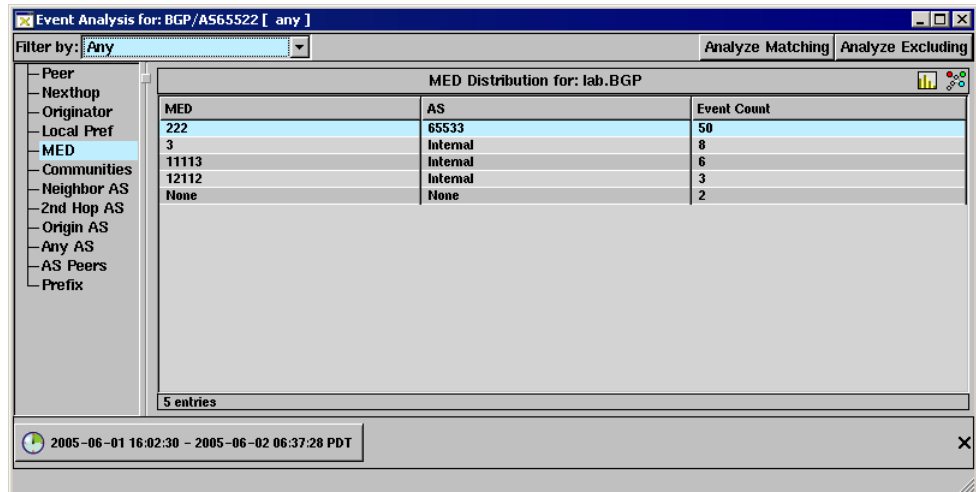 Event Analysis for: BGP/AS65522 [ any ]
Filter by: Any
Analyze Matching Analyze Excluding
Peer
Nexthop
Originator
Local Pref
MED
Communities
Neighbor AS
2nd Hop AS
Origin AS
Any AS
AS Peers
Prefix
MED Distribution for: lab.BGP
MED AS Event Count
222 65533 50
3 Internal 8
11113 Internal 6
12112 Internal 3
None None 2
5 entries
2005-06-01 16:02:30 - 2005-06-02 06:37:28 PDT